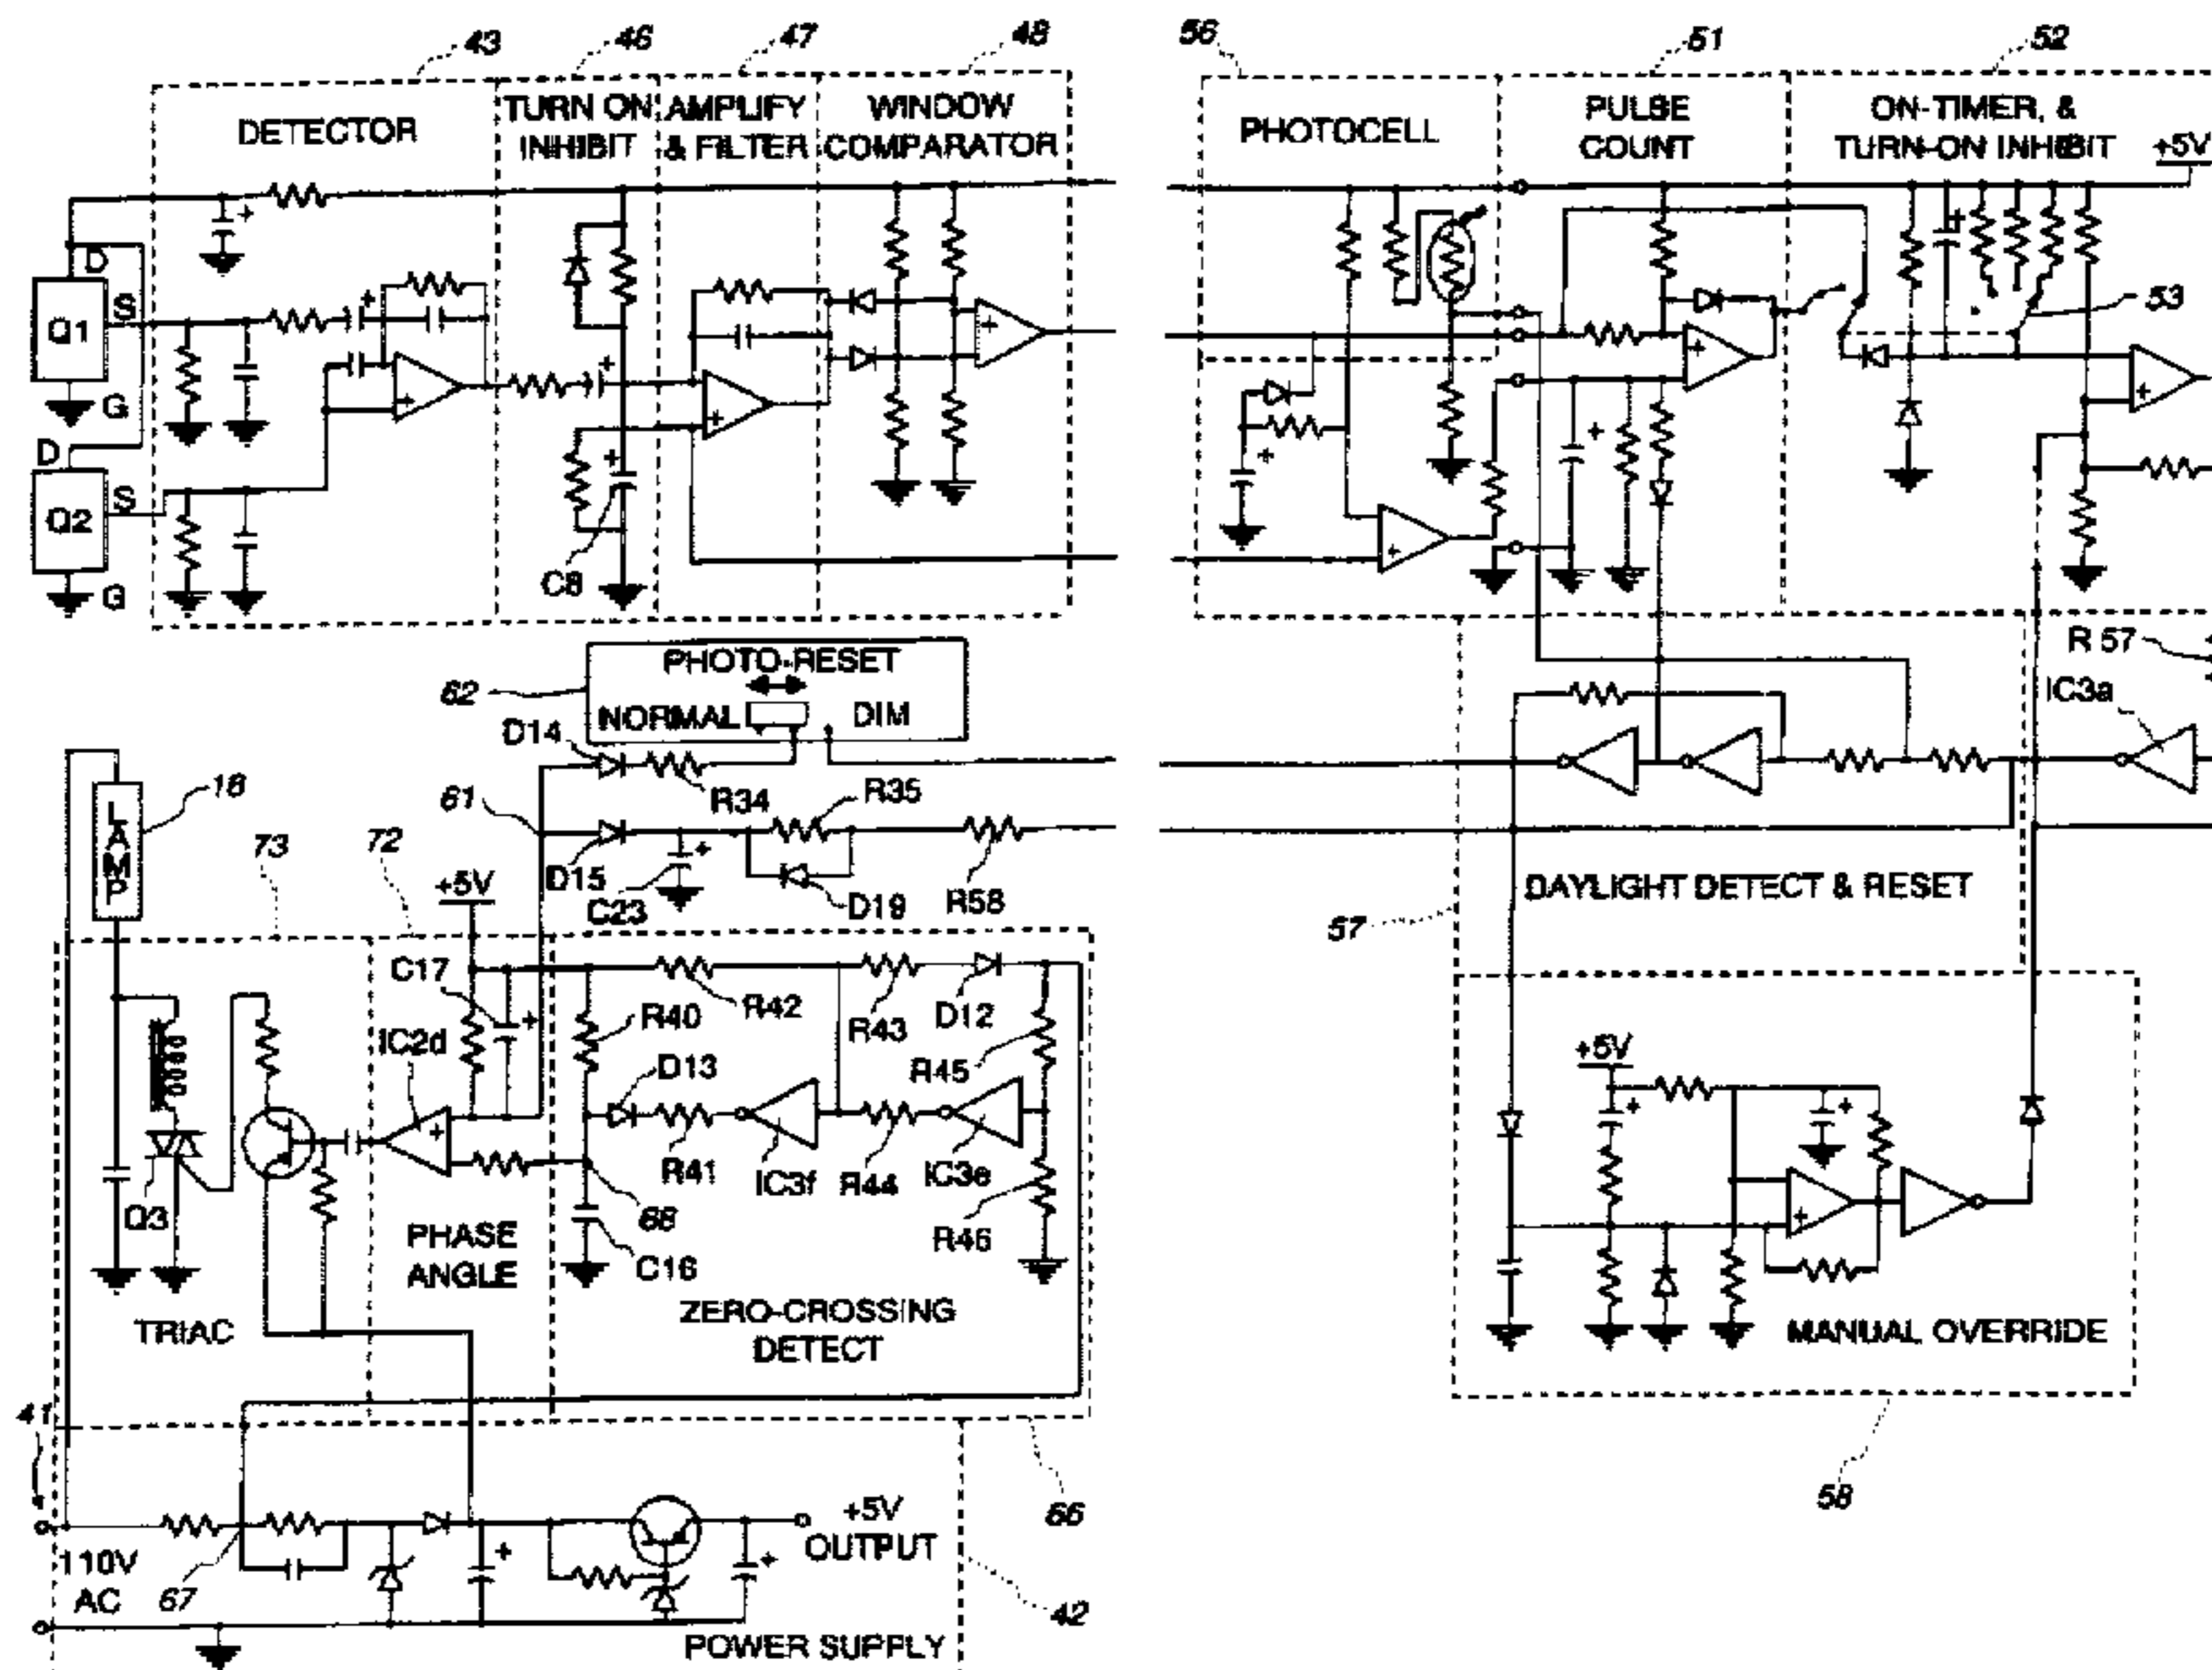 43
46
47
48
56
51
52
DETECTOR
TURN ON
INHIBIT
AMPLIFY
& FILTER
WINDOW
COMPARATOR
PHOTOCELL
PULSE
COUNT
ON-TIMER, &
TURN-ON INHIBIT
+5V
+
D
Q1
S
G
+
+
+
+
+
+
+
+
+
+
53
+
+
+
+
D
Q2
S
G
C8
+
R 57
IC3a
62
PHOTO-RESET
NORMAL
DIM
D14
R34
R35
61
D15
C23
+
D19
R58
LAMP
18
73
72
+5V
DAYLIGHT DETECT & RESET
57
C17
+
IC2d
+
R40
R42
R43
D12
D13
R45
R41
IC3f
R44
IC3e
R46
68
C16
Q3
PHASE
ANGLE
TRIAC
ZERO-CROSSING
DETECT
+5V
+
+
+
MANUAL OVERRIDE
58
41
66
110V
AC
67
+
+
+5V
OUTPUT
42
POWER SUPPLY